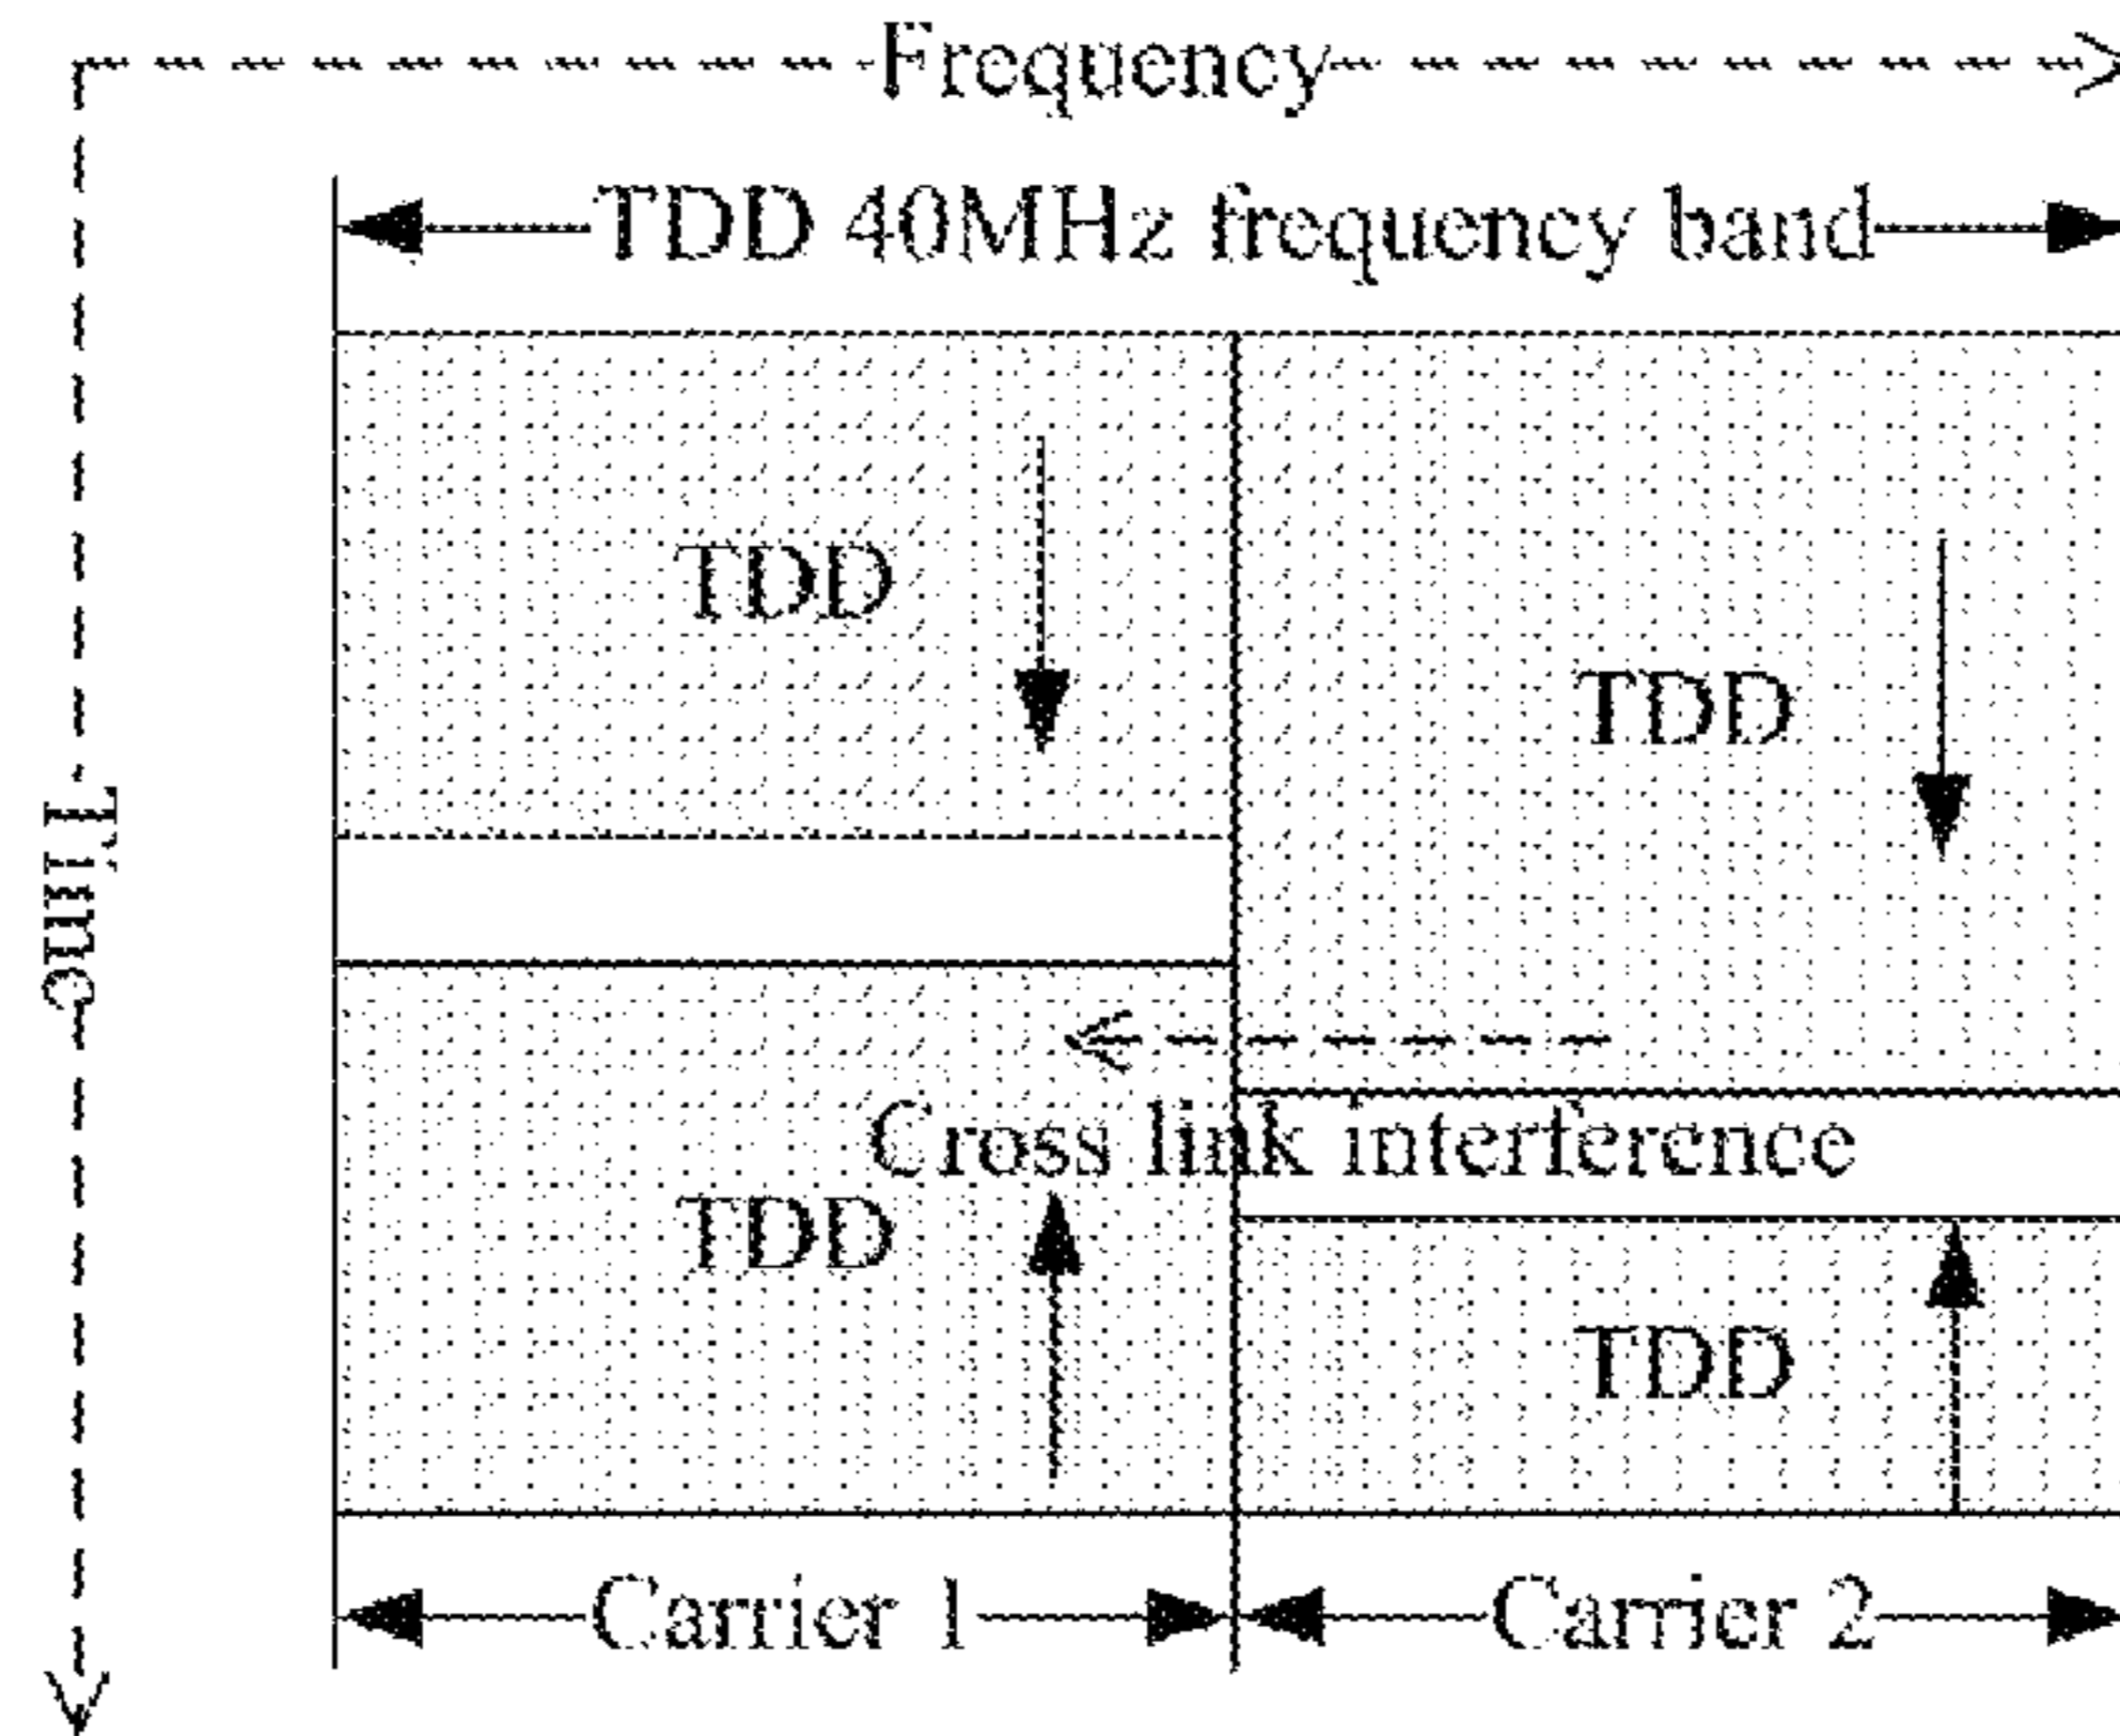 Frequency
TDD 40MHz frequency band
TDD
TDD
Time
Cross link interference
TDD
TDD
Carrier 1
Carrier 2